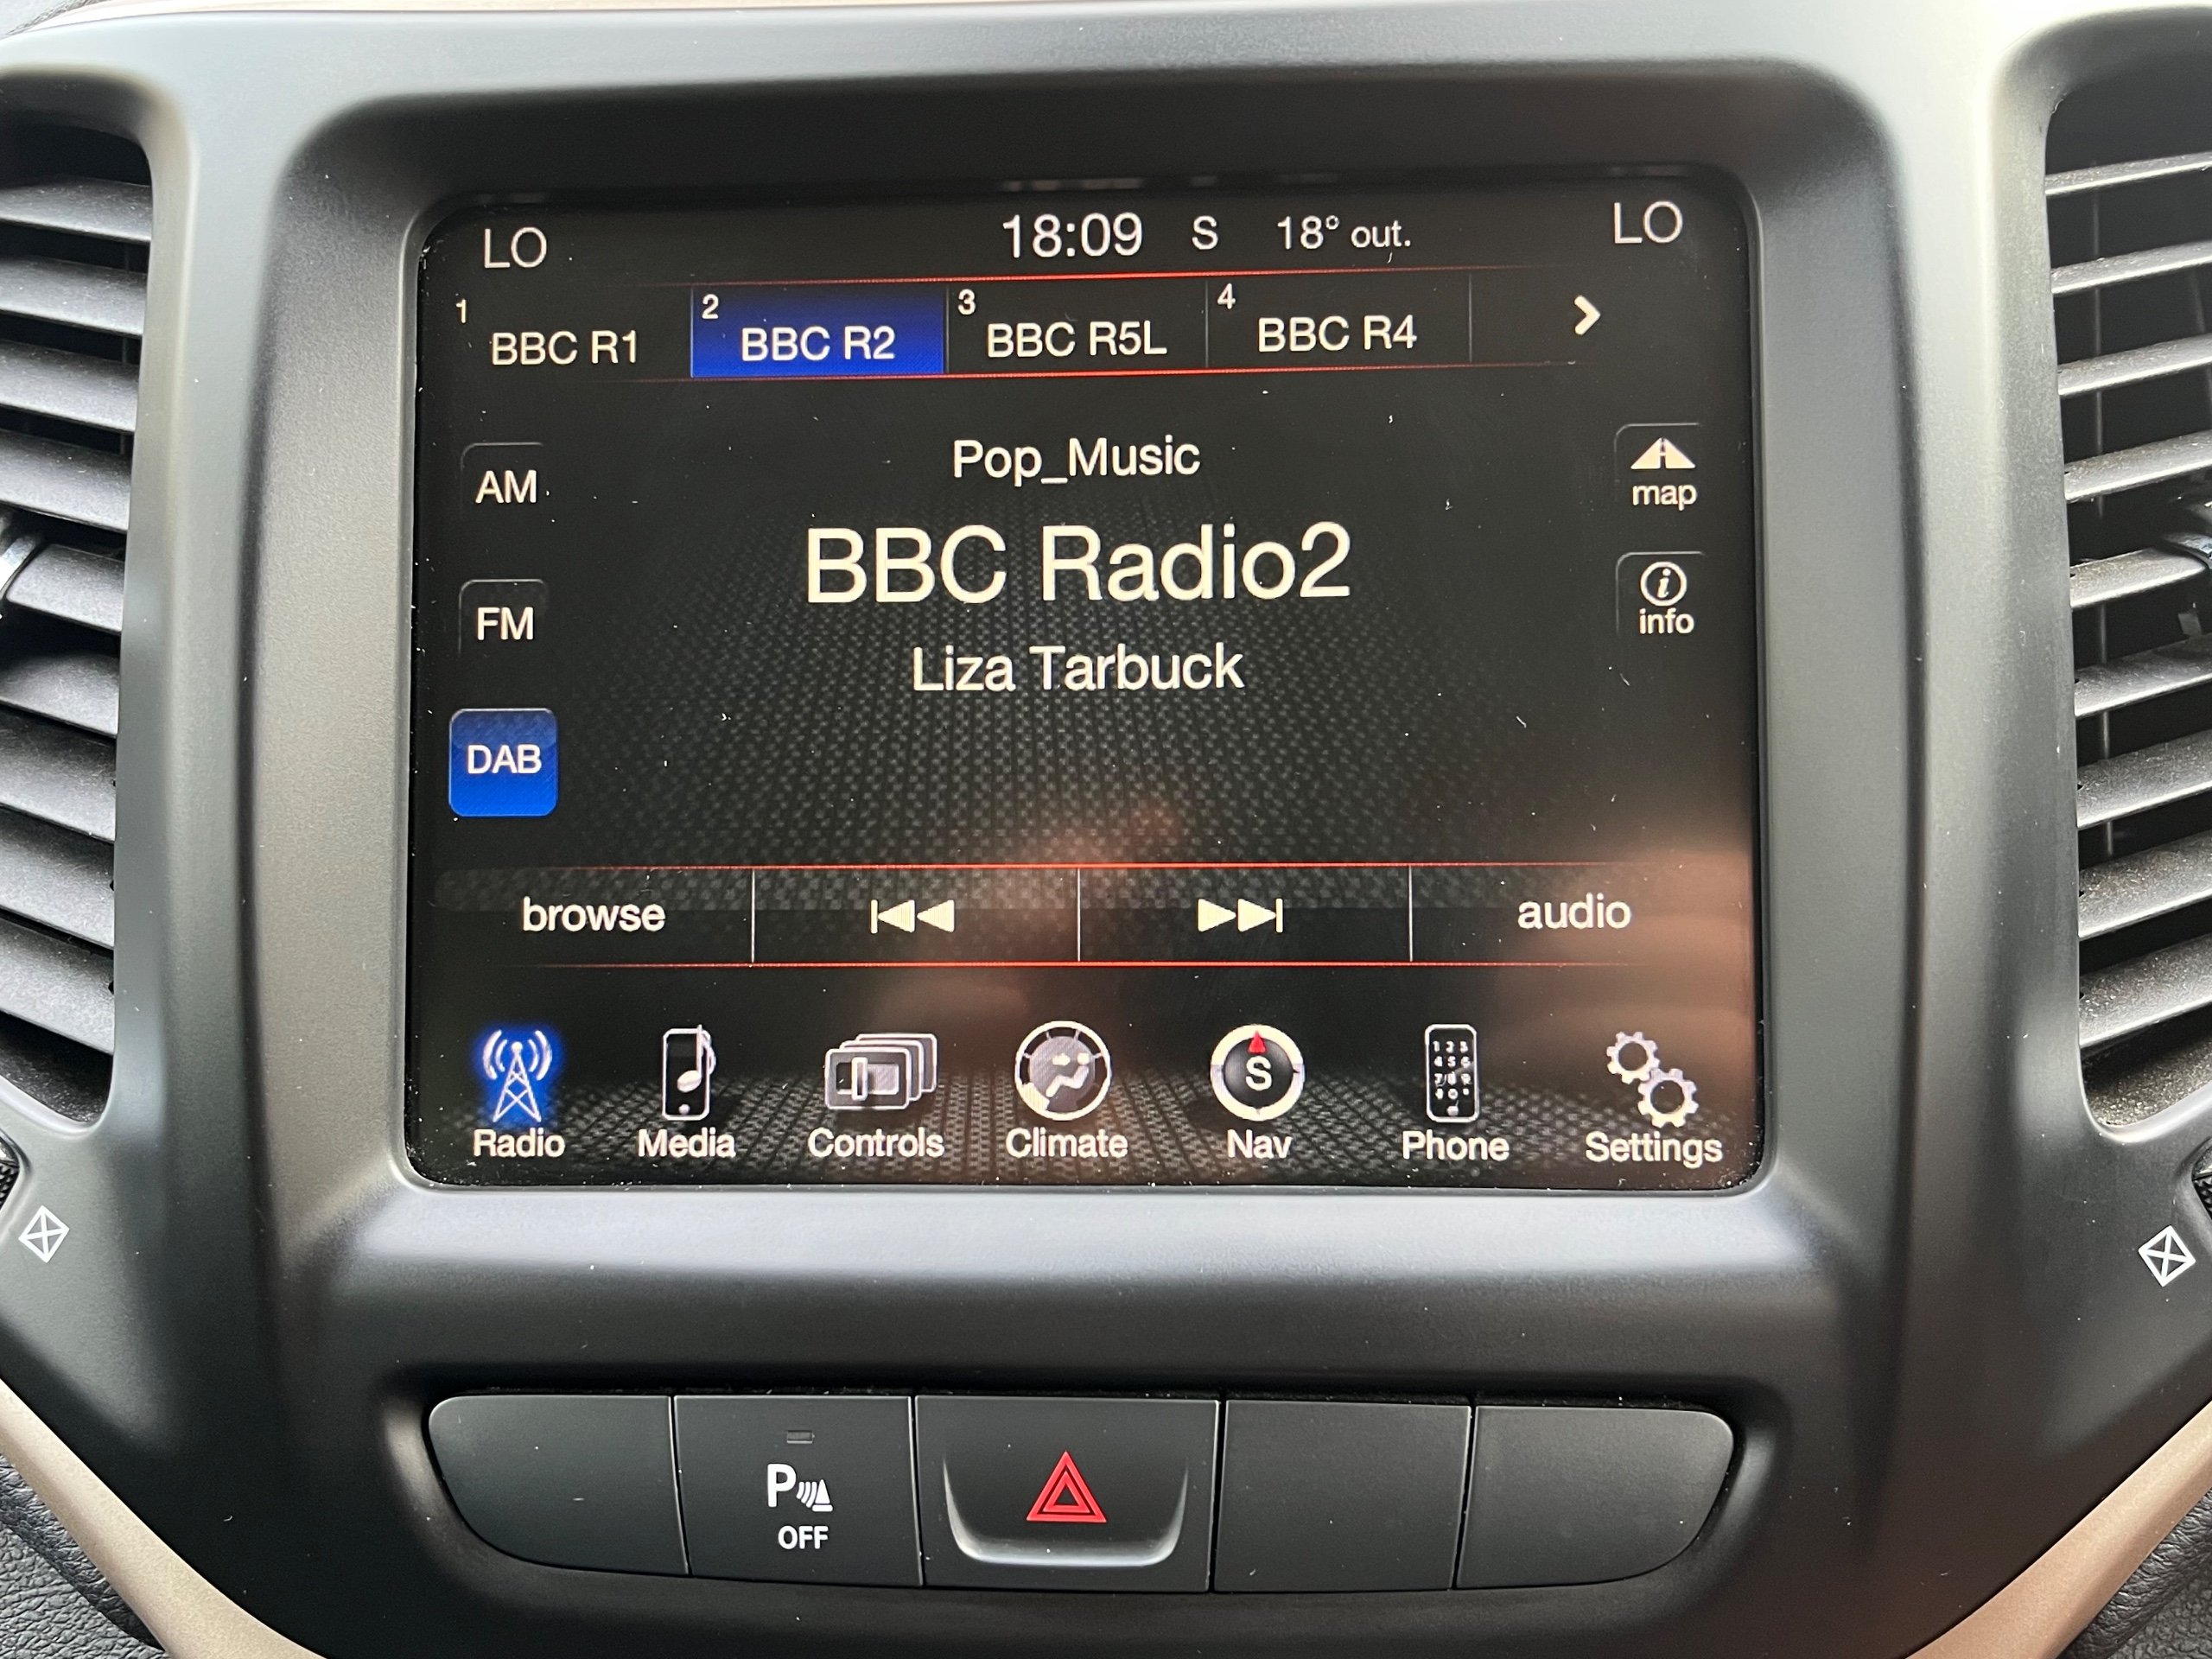 LO 18:09 S 18° out. LO
1 BBC R1 2 BBC R2 3 BBC R5L 4 BBC R4
Pop_Music
AM
map
BBC Radio2
FM
info
Liza Tarbuck
DAB
browse audio
S
Radio Media Controls Climate Nav Phone Settings
P
OFF